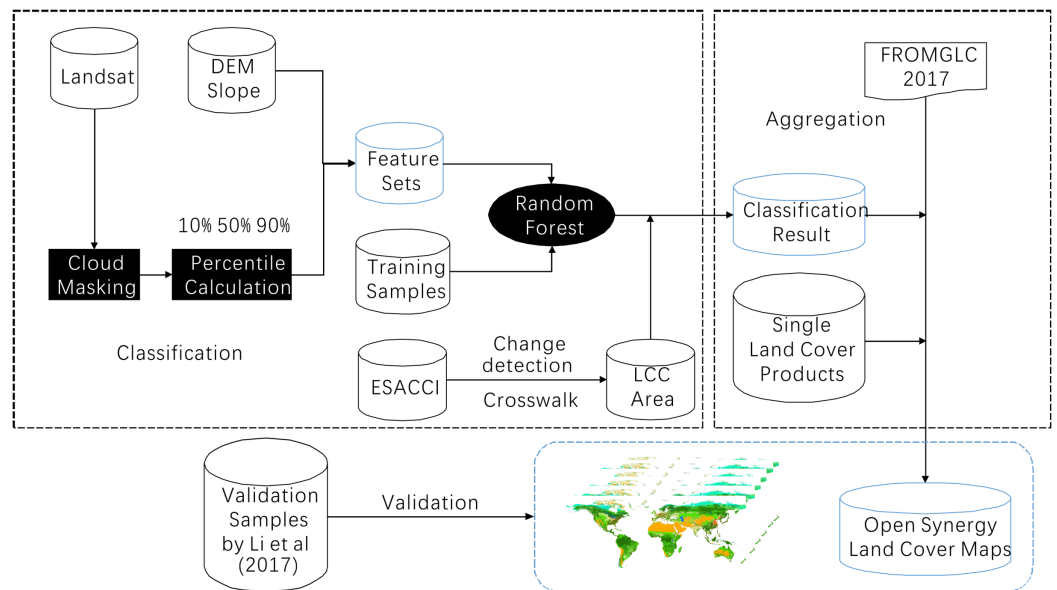 Landsat
DEM
Slope
10% 50% 90%
Cloud
Masking
Percentile
Calculation
Classification
Feature
Sets
Random
Forest
Training
Samples
ESACCI
Change
detection
Crosswalk
LCC
Area
FROMGLC
2017
Aggregation
Classification
Result
Single
Land Cover
Products
Validation
Samples
by Li et al
(2017)
Validation
Open Synergy
Land Cover Maps